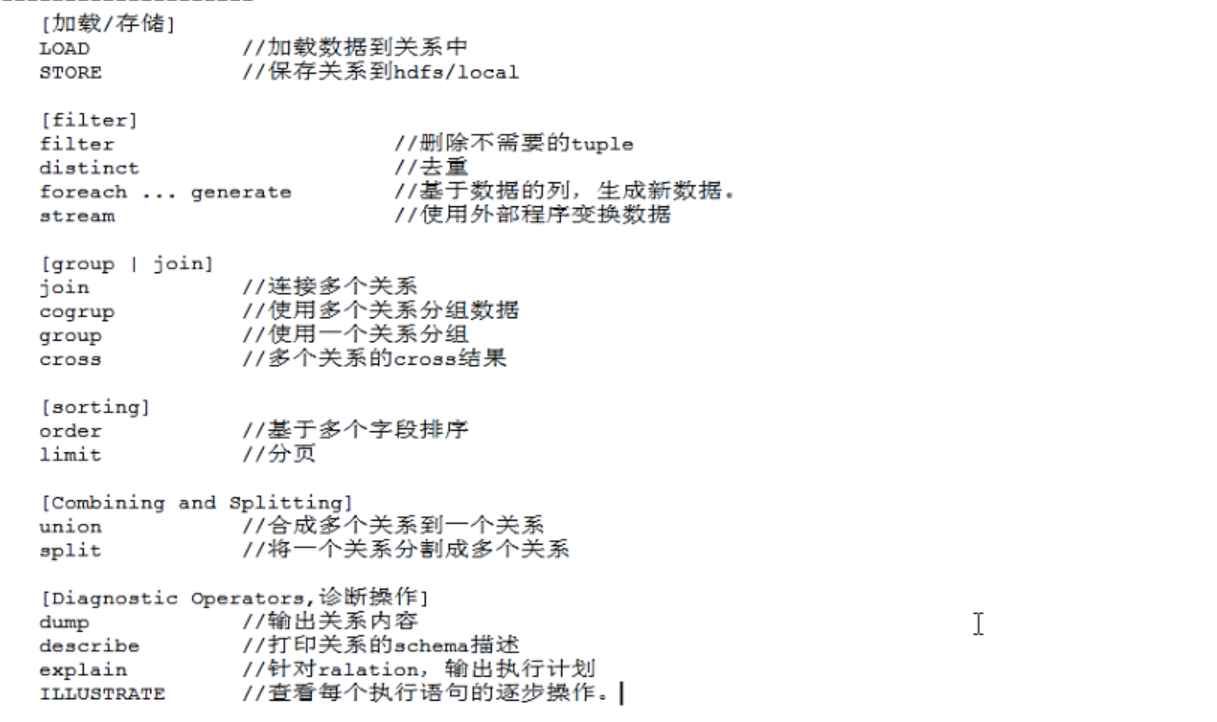 [加载/存储]
LOAD //加载数据到关系中
STORE //保存关系到hdfs/local
[filter]
filter //删除不需要的tuple
distinct //去重
foreach ... generate //基于数据的列，生成新数据。
stream //使用外部程序变换数据
[group | join]
join //连接多个关系
cogrup //使用多个关系分组数据
group //使用一个关系分组
cross //多个关系的cross结果
[sorting]
order //基于多个字段排序
limit //分页
[Combining and Splitting]
union //合成多个关系到一个关系
split //将一个关系分割成多个关系
[Diagnostic Operators,诊断操作]
dump //输出关系内容
describe //打印关系的schema描述
explain //针对ralation，输出执行计划
ILLUSTRATE //查看每个执行语句的逐步操作。